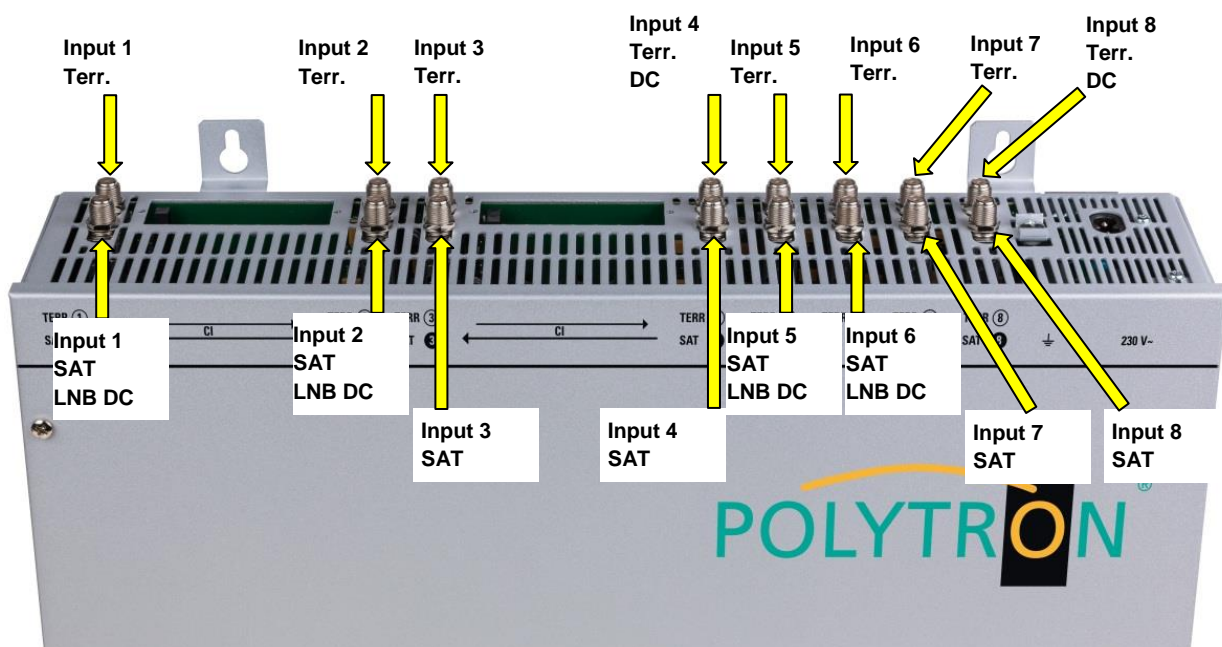 Input 1
Terr.
Input 2
Terr.
Input 3
Terr.
Input 4
Terr.
DC
Input 5
Terr.
Input 6
Terr.
Input 7
Terr.
Input 8
Terr.
DC
CI
CI
TERR
SAT
TERR 8
SAT
230 V~
Input 1
SAT
LNB DC
Input 2
SAT
LNB DC
Input 3
SAT
Input 4
SAT
Input 5
SAT
LNB DC
Input 6
SAT
LNB DC
Input 7
SAT
Input 8
SAT
POLYTRON®